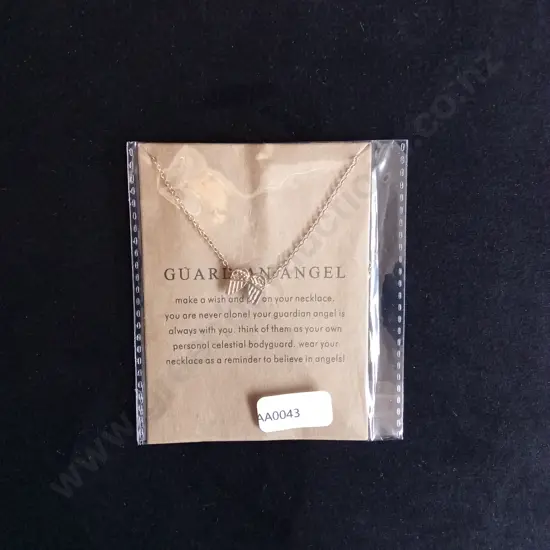 GUARDIAN ANGEL
make a wish and put on your necklace.
you are never alone! your guardian angel is
always with you. think of them as your own
personal celestial bodyguard. wear your
necklace as a reminder to believe in angels!
AA0043